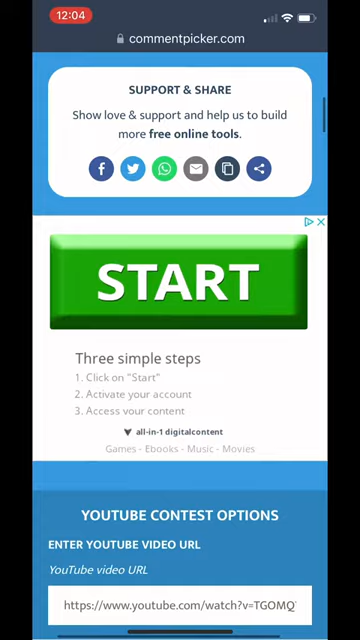 12:04
commentpicker.com
SUPPORT & SHARE
Show love & support and help us to build
more free online tools.
START
Three simple steps
1. Click on "Start"
2. Activate your account
3. Access your content
all-in-1 digitalcontent
Games - Ebooks - Music - Movies
YOUTUBE CONTEST OPTIONS
ENTER YOUTUBE VIDEO URL
YouTube video URL
https://www.youtube.com/watch?v=TGOMQ